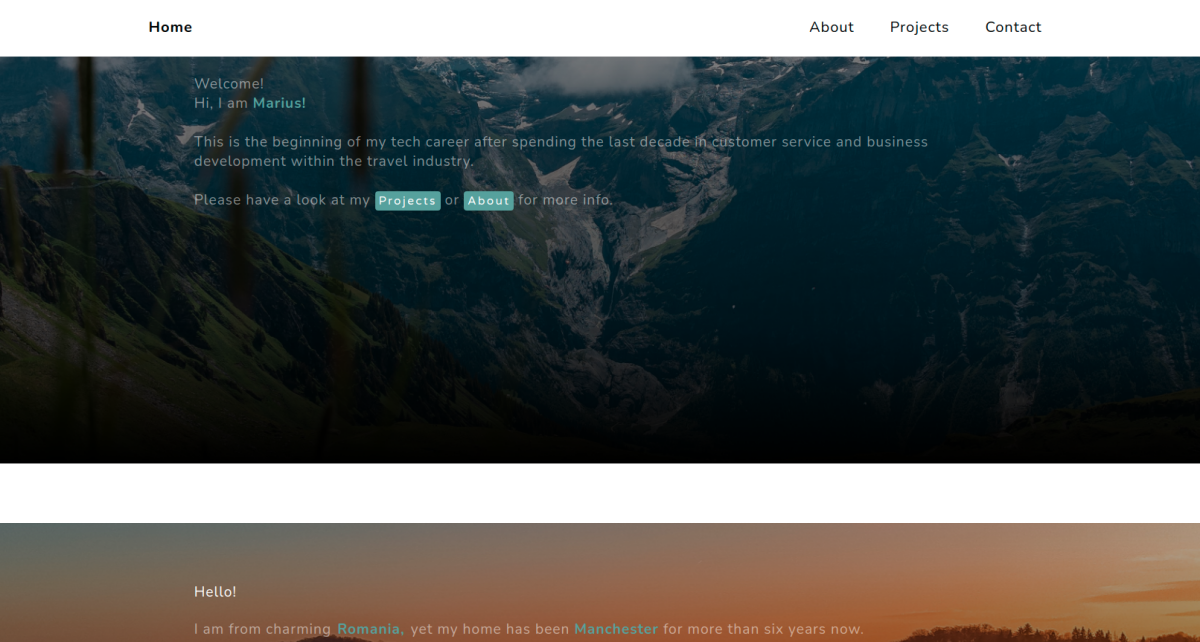 Home About Projects Contact
Welcome!
Hi, I am Marius!
This is the beginning of my tech career after spending the last decade in customer service and business
development within the travel industry.
Please have a look at my Projects or About for more info.
Hello!
I am from charming Romania, yet my home has been Manchester for more than six years now.